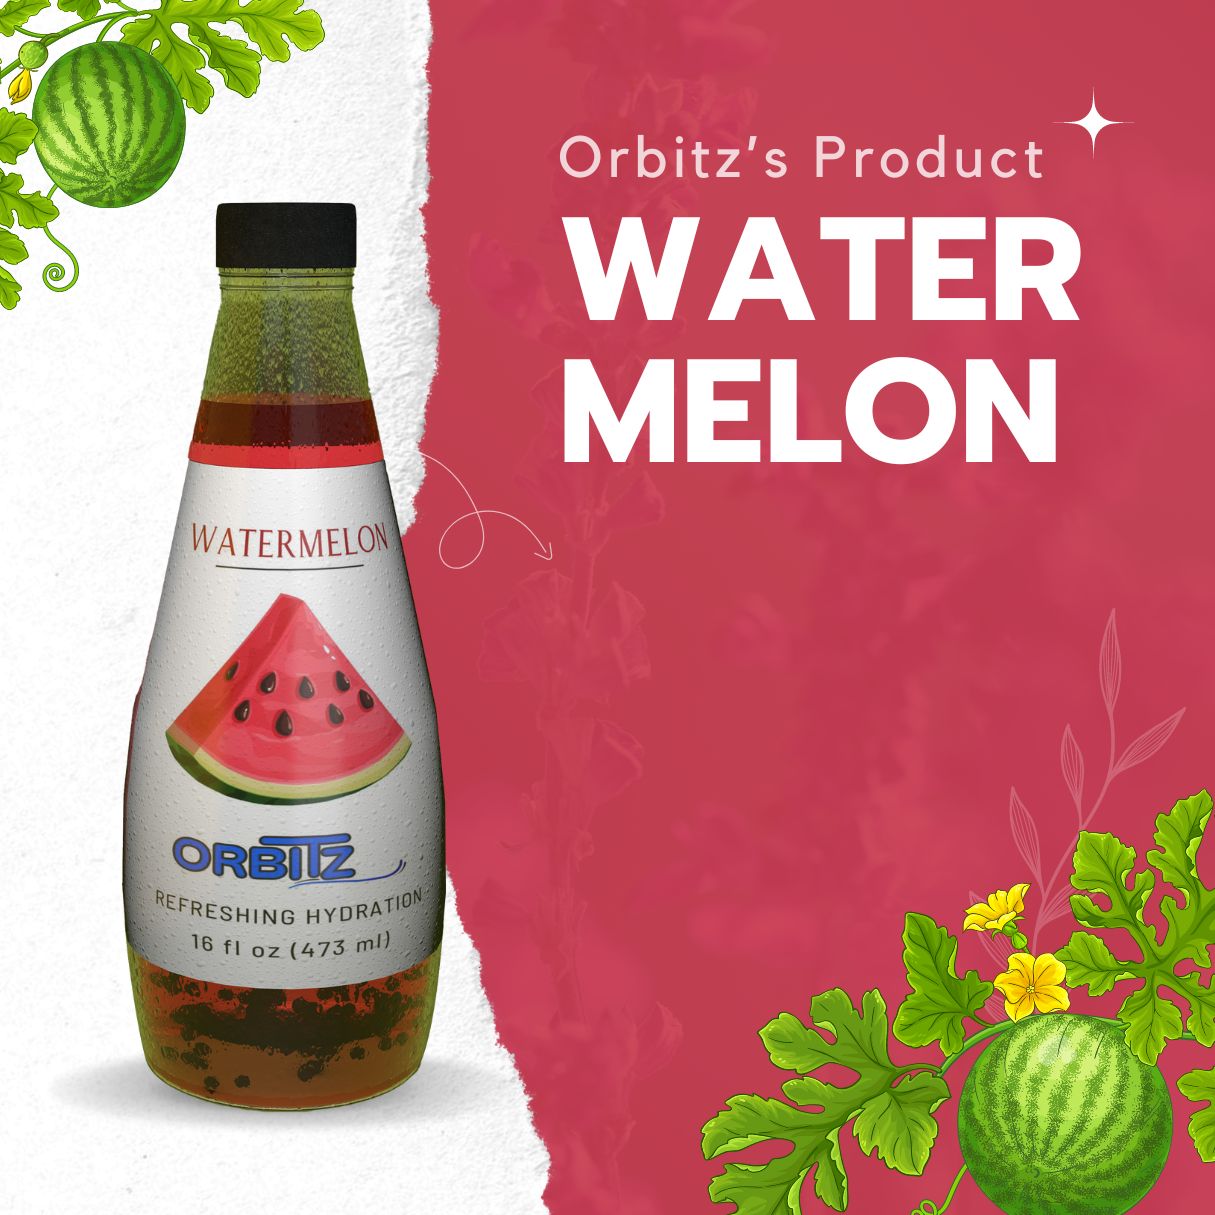 Orbitz's Product
WATER
MELON
WATERMELON
ORBITZ
REFRESHING HYDRATION
16 fl oz (473 ml)